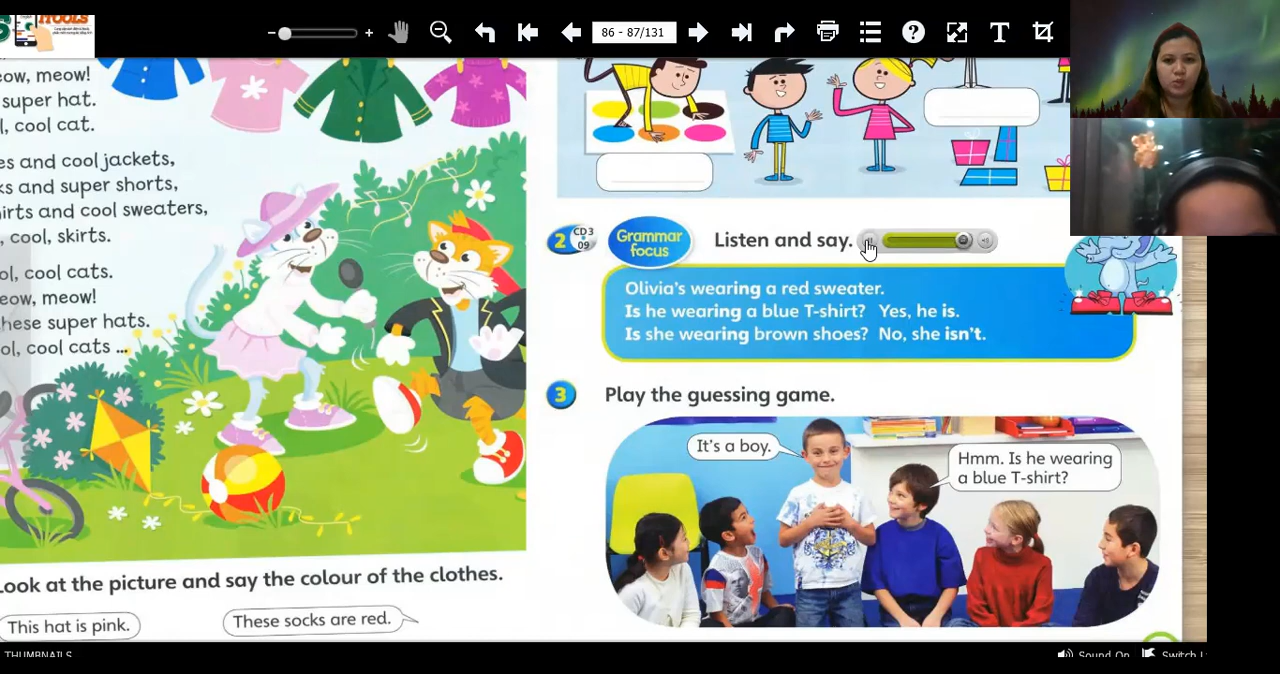 iTOOLS
86 - 87/131
eow, meow!
super hat.
l, cool cat.
es and cool jackets,
ks and super shorts,
irts and cool sweaters,
, cool, skirts.
ol, cool cats.
eow, meow!
hese super hats.
ol, cool cats ...
Look at the picture and say the colour of the clothes.
This hat is pink.
These socks are red.
2 CD3 09
Grammar focus
Listen and say.
Olivia's wearing a red sweater.
Is he wearing a blue T-shirt? Yes, he is.
Is she wearing brown shoes? No, she isn't.
3 Play the guessing game.
It's a boy.
Hmm. Is he wearing
a blue T-shirt?
THUMBNAILS
Sound On